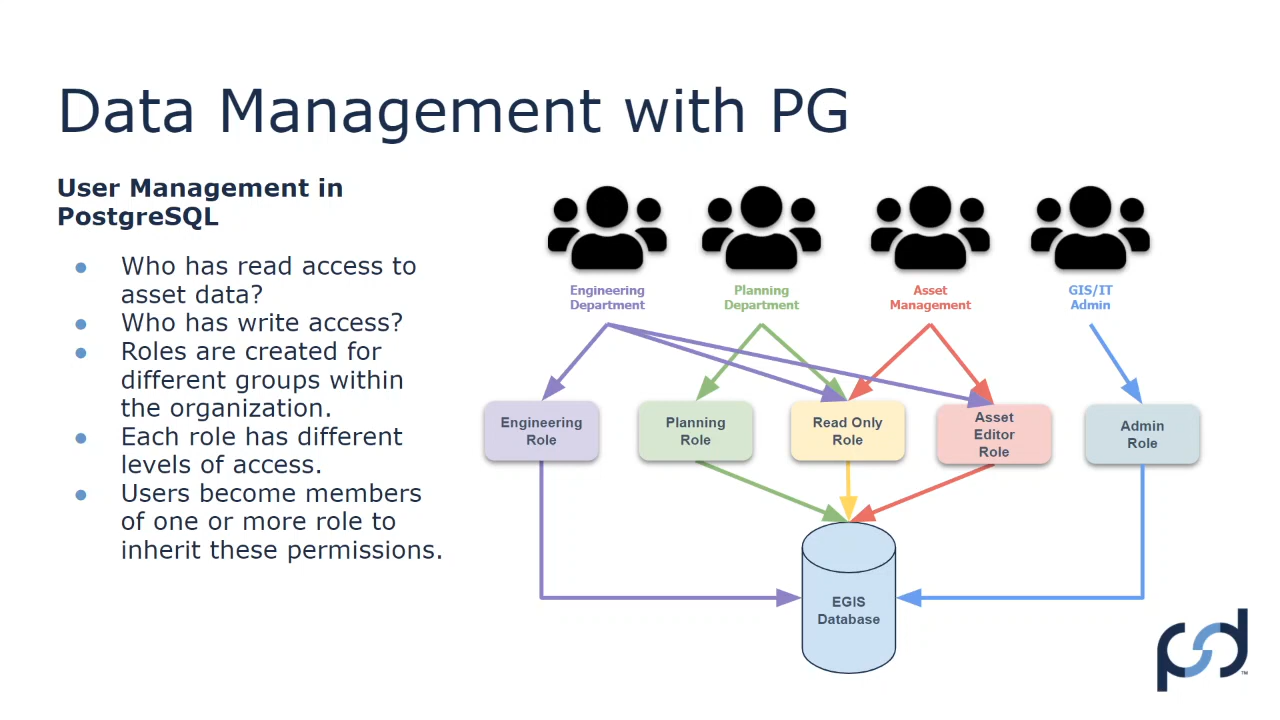 Data Management with PG
User Management in
PostgreSQL
● Who has read access to
asset data?
● Who has write access?
● Roles are created for
different groups within
the organization.
● Each role has different
levels of access.
● Users become members
of one or more role to
inherit these permissions.
Engineering
Department
Planning
Department
Asset
Management
GIS/IT
Admin
Engineering
Role
Planning
Role
Read Only
Role
Asset
Editor
Role
Admin
Role
EGIS
Database
psd
™